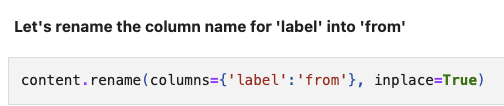 Let's rename the column name for 'label' into 'from'
content.rename(columns={'label':'from'}, inplace=True)